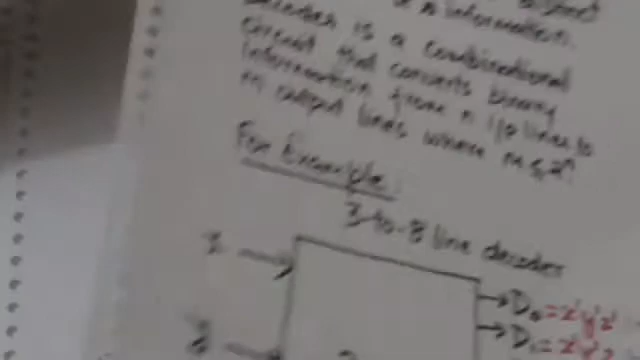 of n information.
Decoder is a combinational
circuit that converts binary
information from n i/p lines to
m output lines where m ≤ 2ⁿ
For Example:
3-to-8 line decoder
D₀ = x'y'z'
D₁ = x'y'z